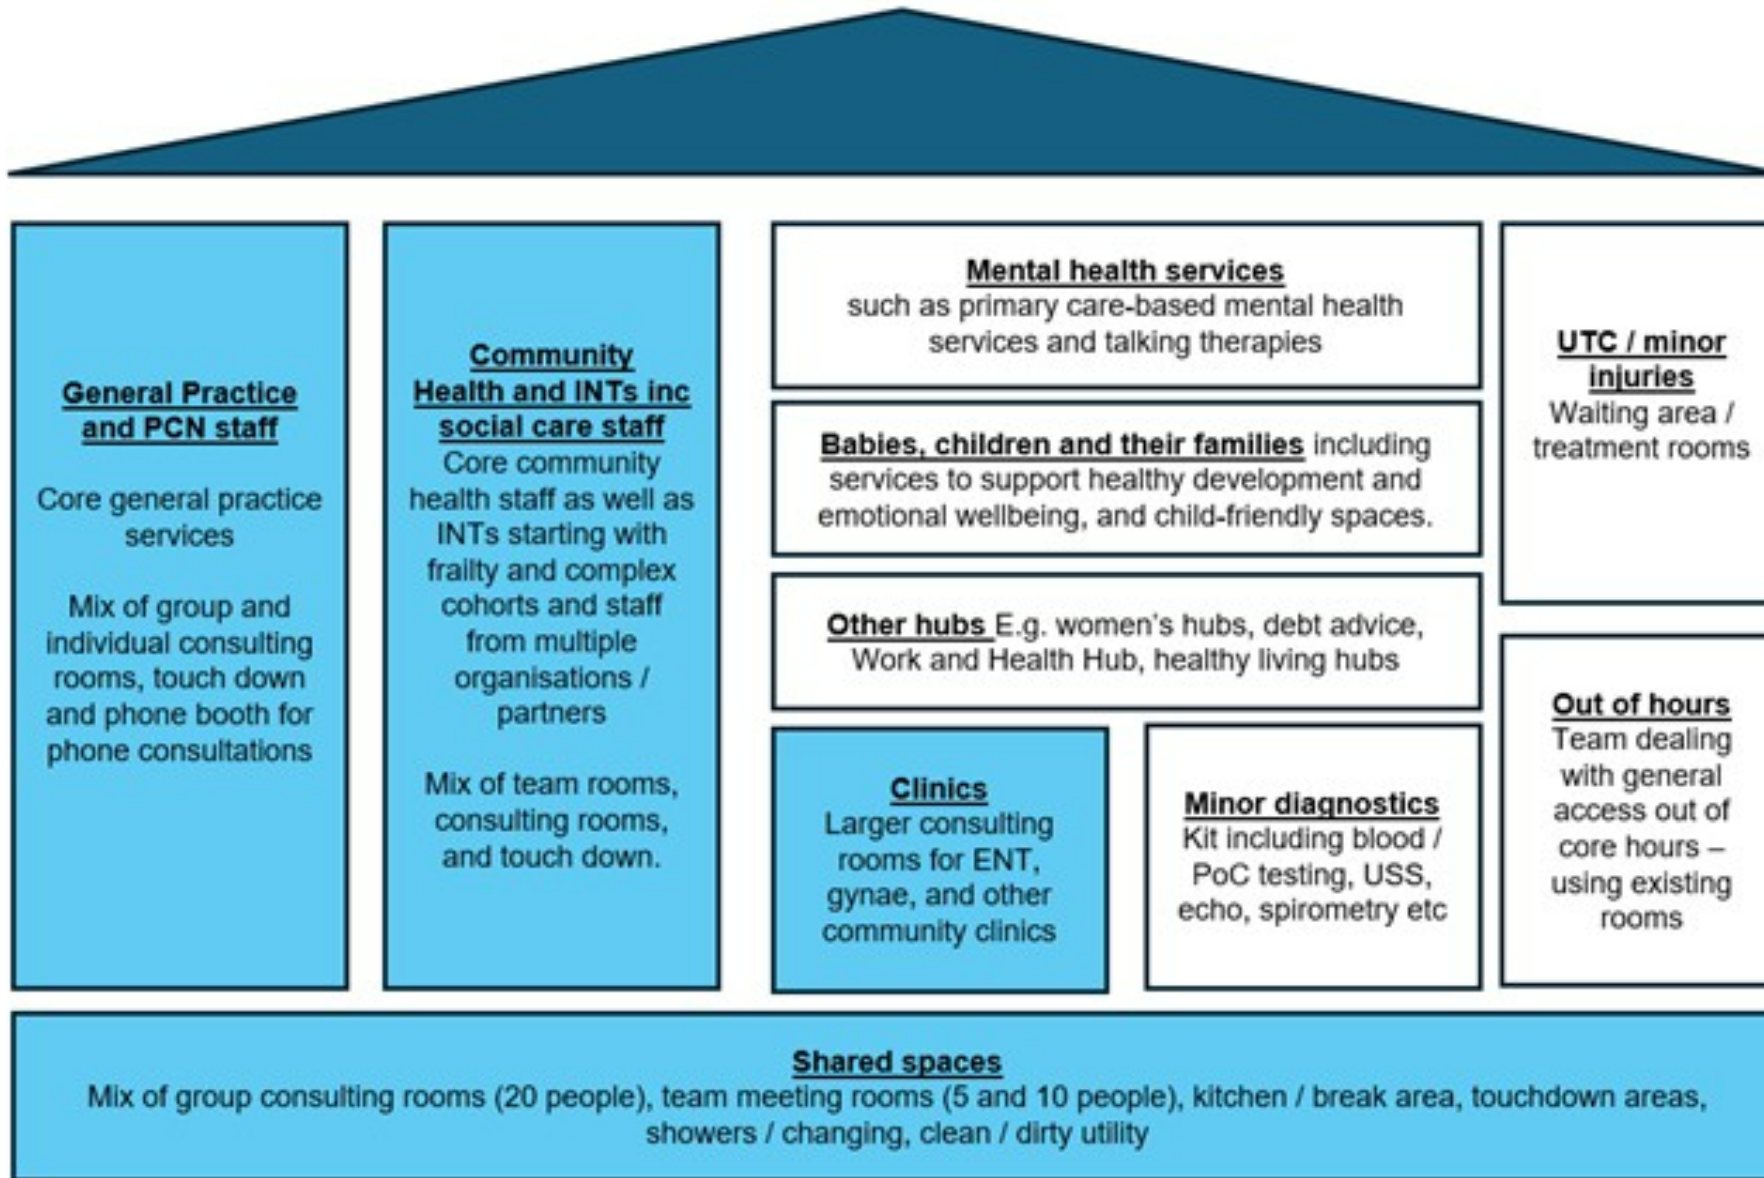 General Practice
and PCN staff
Core general practice
services
Mix of group and
individual consulting
rooms, touch down
and phone booth for
phone consultations
Community
Health and INTs inc
social care staff
Core community
health staff as well as
INTs starting with
frailty and complex
cohorts and staff
from multiple
organisations /
partners
Mix of team rooms,
consulting rooms,
and touch down.
Mental health services
such as primary care-based mental health
services and talking therapies
Babies, children and their families including
services to support healthy development and
emotional wellbeing, and child-friendly spaces.
Other hubs E.g. women's hubs, debt advice,
Work and Health Hub, healthy living hubs
Clinics
Larger consulting
rooms for ENT,
gynae, and other
community clinics
Minor diagnostics
Kit including blood /
PoC testing, USS,
echo, spirometry etc
UTC / minor
injuries
Waiting area /
treatment rooms
Out of hours
Team dealing
with general
access out of
core hours –
using existing
rooms
Shared spaces
Mix of group consulting rooms (20 people), team meeting rooms (5 and 10 people), kitchen / break area, touchdown areas,
showers / changing, clean / dirty utility